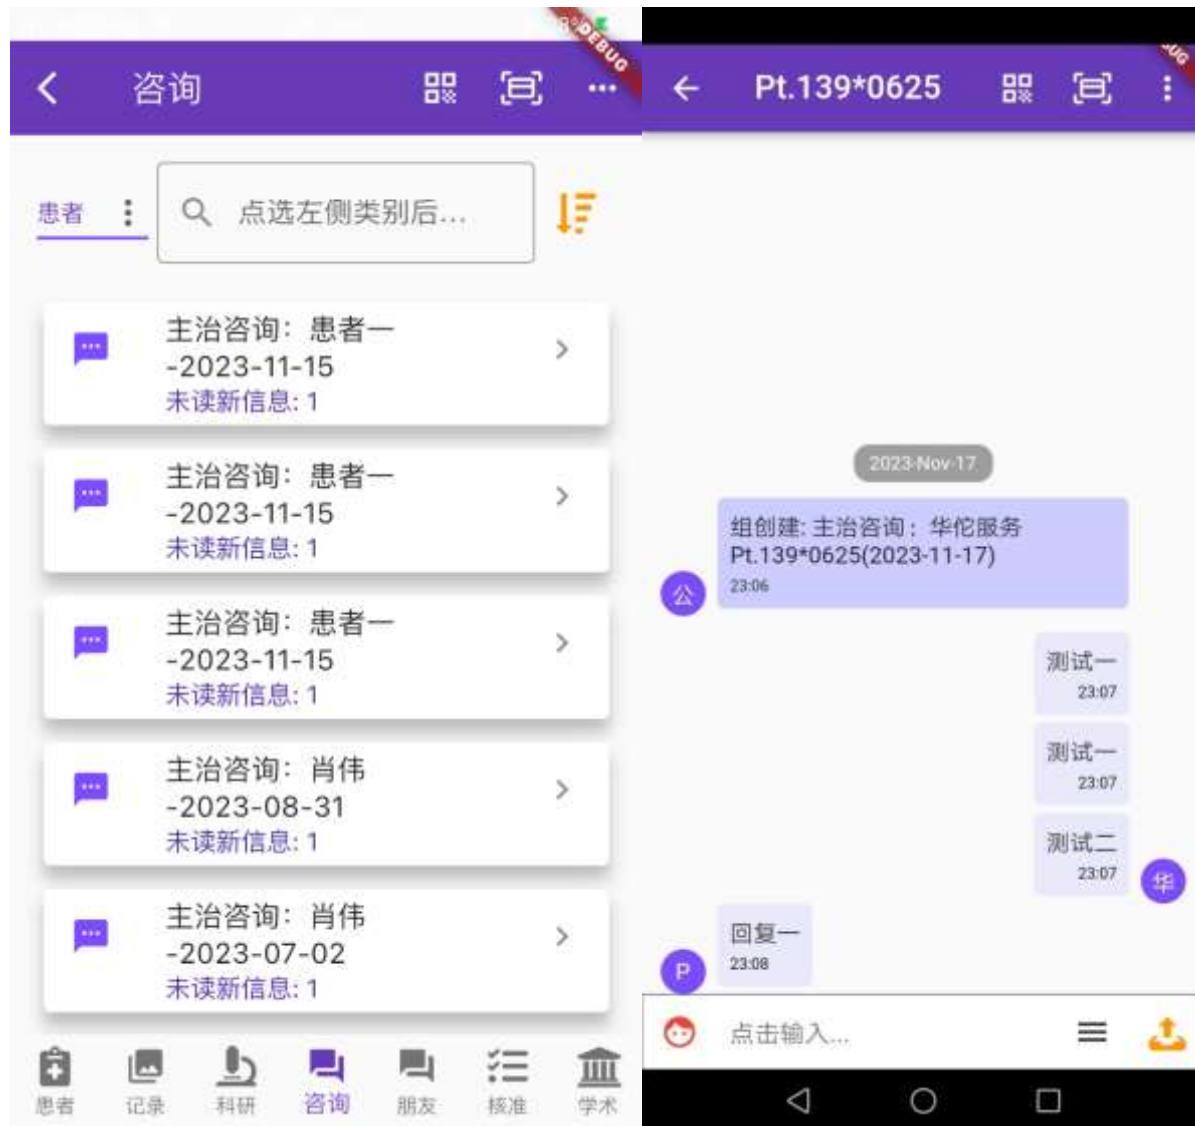 DEBUG
咨询
患者
点选左侧类别后...
主治咨询：患者一
-2023-11-15
未读新信息: 1
主治咨询：患者一
-2023-11-15
未读新信息: 1
主治咨询：患者一
-2023-11-15
未读新信息: 1
主治咨询：肖伟
-2023-08-31
未读新信息: 1
主治咨询：肖伟
-2023-07-02
未读新信息: 1
患者
记录
科研
咨询
朋友
核准
学术
Pt.139*0625
2023-Nov-17
组创建: 主治咨询：华佗服务
Pt.139*0625(2023-11-17)
23:06
公
测试一
23:07
测试一
23:07
测试二
23:07
华
回复一
23:08
P
点击输入...